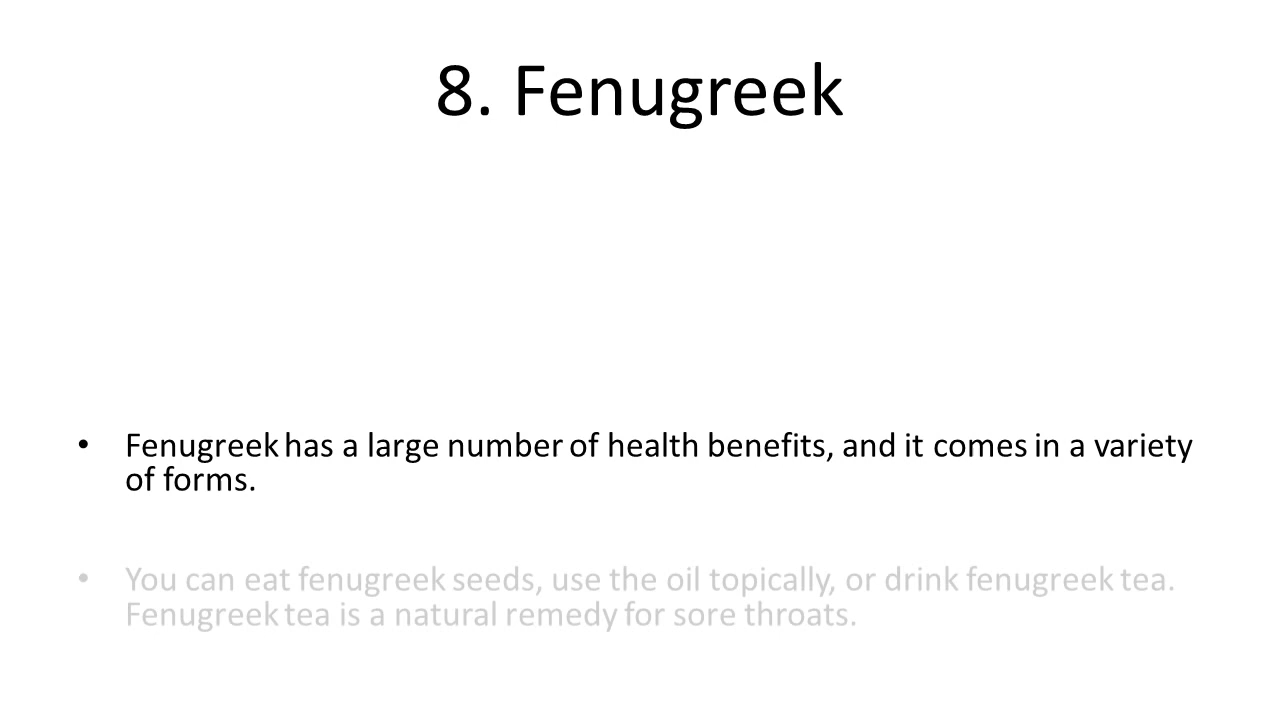 8. Fenugreek
• Fenugreek has a large number of health benefits, and it comes in a variety
of forms.
• You can eat fenugreek seeds, use the oil topically, or drink fenugreek tea.
Fenugreek tea is a natural remedy for sore throats.